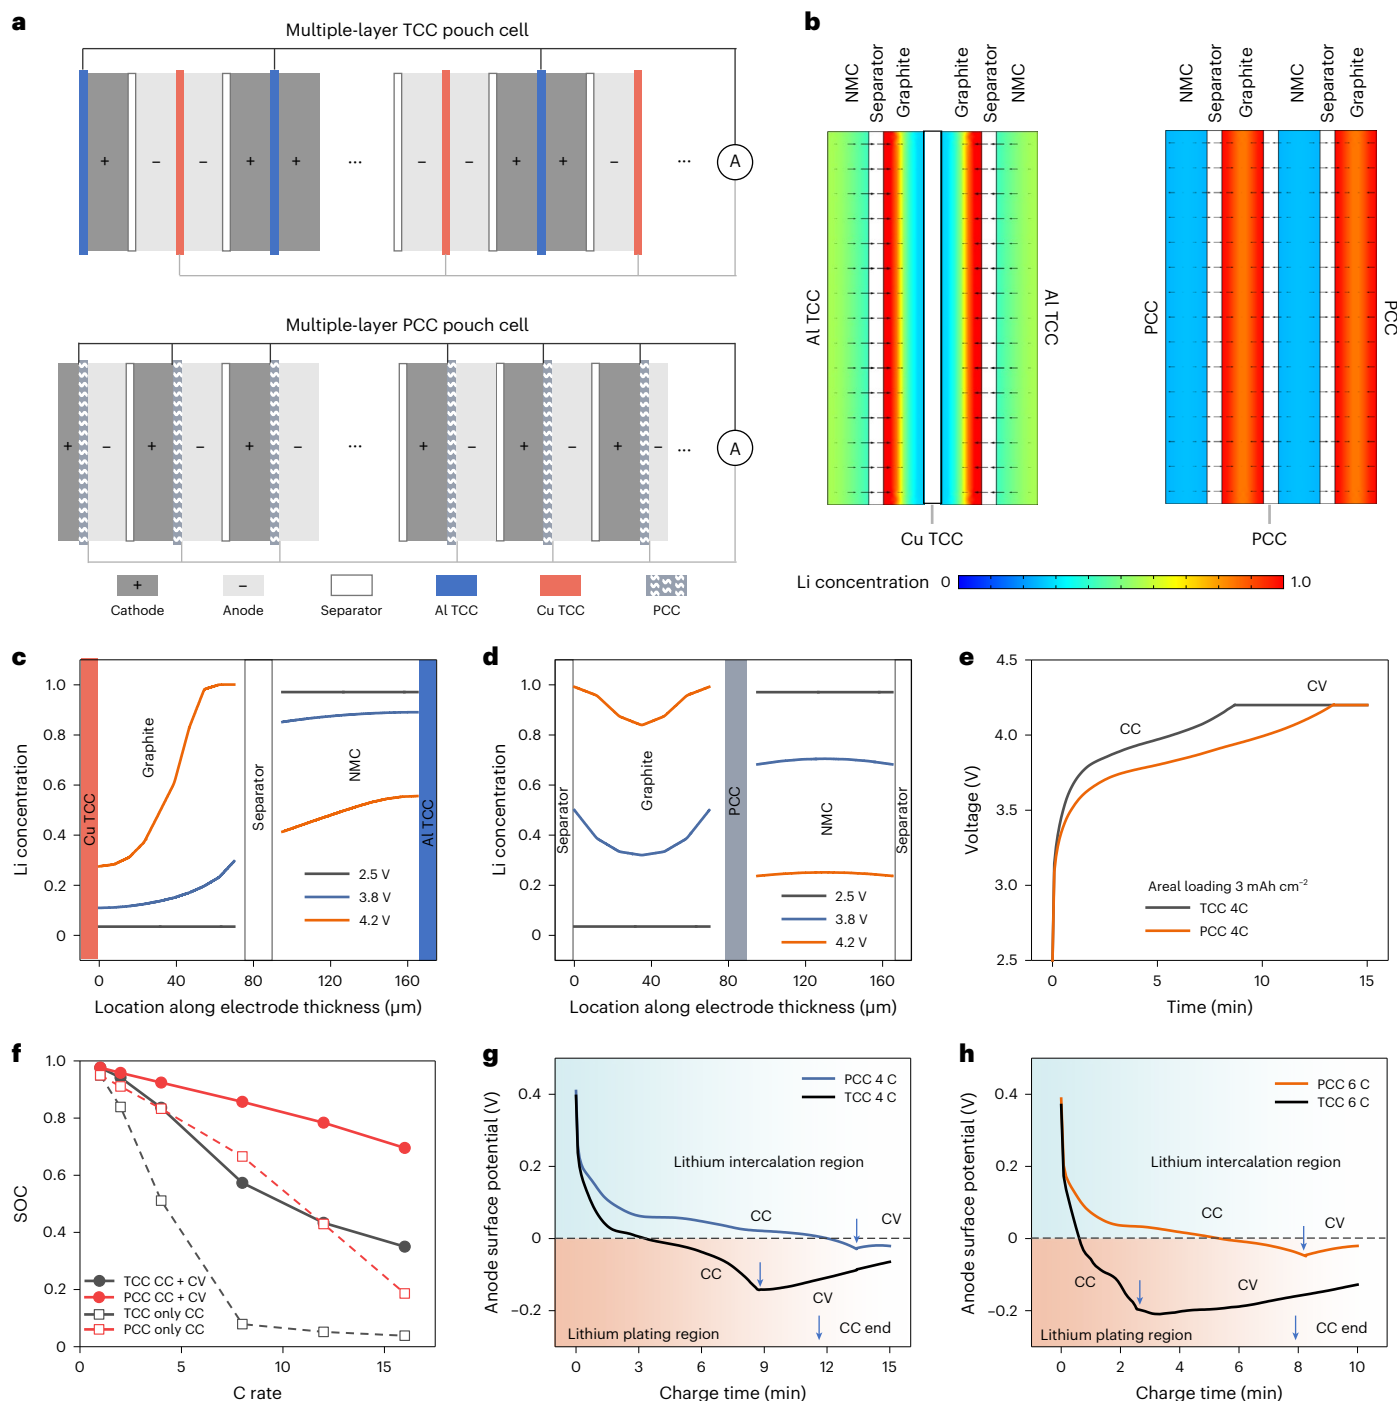 a
Multiple-layer TCC pouch cell
+ − − + + ... − − + + − ... A
Multiple-layer PCC pouch cell
+ − + − + − ... + − + − + − ... A
+
−
Cathode
Anode
Separator
Al TCC
Cu TCC
PCC
b
NMC
Separator
Graphite
Graphite
Separator
NMC
NMC
Separator
Graphite
NMC
Separator
Graphite
Al TCC
Al TCC
PCC
PCC
Cu TCC
PCC
Li concentration 0 1.0
c
Li concentration
1.0
0.8
0.6
0.4
0.2
0
Cu TCC
Graphite
Separator
NMC
Al TCC
2.5 V
3.8 V
4.2 V
0 40 80 120 160
Location along electrode thickness (µm)
d
Li concentration
1.0
0.8
0.6
0.4
0.2
0
Separator
Graphite
PCC
NMC
Separator
2.5 V
3.8 V
4.2 V
0 40 80 120 160
Location along electrode thickness (µm)
e
Voltage (V)
4.5
4.0
3.5
3.0
2.5
CC
CV
Areal loading 3 mAh cm⁻²
TCC 4C
PCC 4C
0 5 10 15
Time (min)
f
SOC
1.0
0.8
0.6
0.4
0.2
0
TCC CC + CV
PCC CC + CV
TCC only CC
PCC only CC
0 5 10 15
C rate
g
Anode surface potential (V)
0.4
0.2
0
−0.2
PCC 4 C
TCC 4 C
Lithium intercalation region
CC
CV
CC
CV
CC end
Lithium plating region
0 3 6 9 12 15
Charge time (min)
h
Anode surface potential (V)
0.4
0.2
0
−0.2
PCC 6 C
TCC 6 C
Lithium intercalation region
CC
CV
CC
CV
CC end
Lithium plating region
0 2 4 6 8 10
Charge time (min)